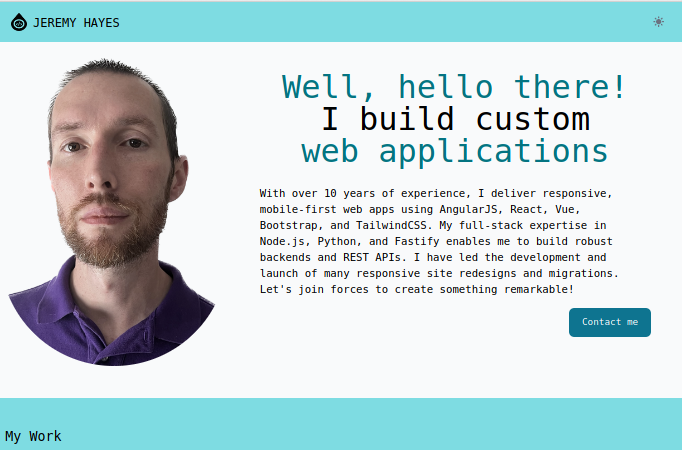 JEREMY HAYES
Well, hello there!
I build custom
web applications
With over 10 years of experience, I deliver responsive,
mobile-first web apps using AngularJS, React, Vue,
Bootstrap, and TailwindCSS. My full-stack expertise in
Node.js, Python, and Fastify enables me to build robust
backends and REST APIs. I have led the development and
launch of many responsive site redesigns and migrations.
Let's join forces to create something remarkable!
Contact me
My Work